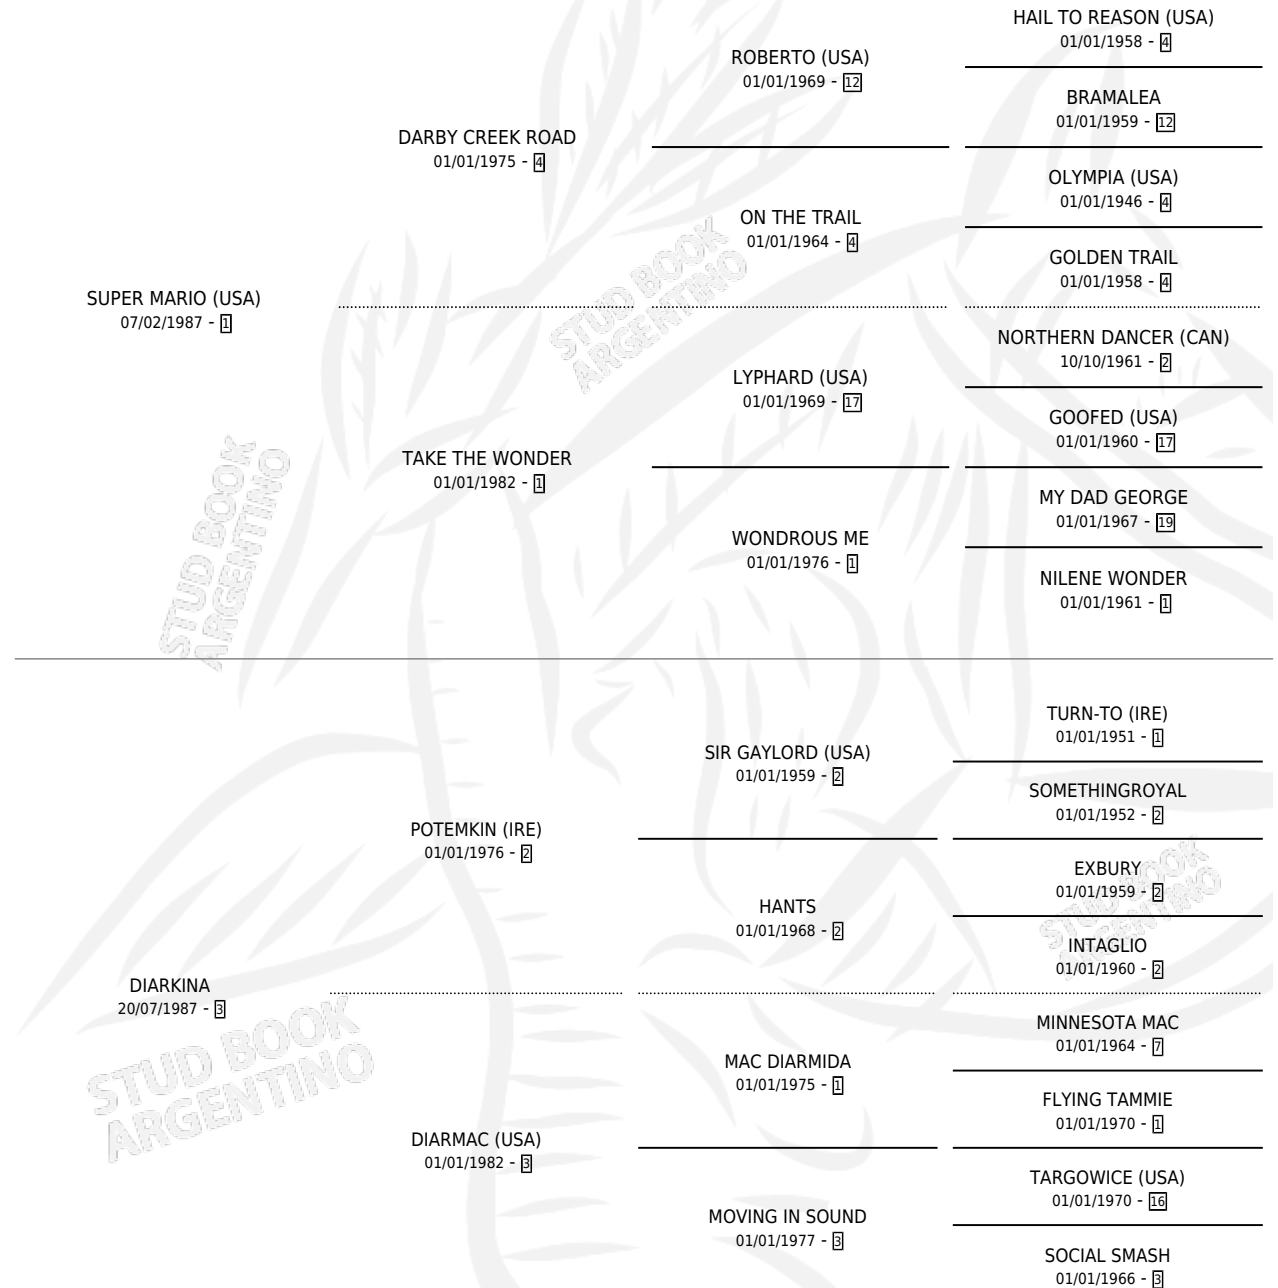 HAIL TO REASON (USA)
01/01/1958 - 4
ROBERTO (USA)
01/01/1969 - 12
BRAMALEA
01/01/1959 - 12
DARBY CREEK ROAD
01/01/1975 - 4
OLYMPIA (USA)
01/01/1946 - 4
ON THE TRAIL
01/01/1964 - 4
GOLDEN TRAIL
01/01/1958 - 4
SUPER MARIO (USA)
07/02/1987 - 1
STUD BOOK
ARGENTINO
NORTHERN DANCER (CAN)
10/10/1961 - 2
LYPHARD (USA)
01/01/1969 - 17
GOOFED (USA)
01/01/1960 - 17
TAKE THE WONDER
01/01/1982 - 1
MY DAD GEORGE
01/01/1967 - 19
WONDROUS ME
01/01/1976 - 1
NILENE WONDER
01/01/1961 - 1
STUD BOOK
ARGENTINO
TURN-TO (IRE)
01/01/1951 - 1
SIR GAYLORD (USA)
01/01/1959 - 2
SOMETHINGROYAL
01/01/1952 - 2
POTEMKIN (IRE)
01/01/1976 - 2
EXBURY
01/01/1959 - 2
HANTS
01/01/1968 - 2
STUD BOOK
ARGENTINO
INTAGLIO
01/01/1960 - 2
DIARKINA
20/07/1987 - 3
STUD BOOK
ARGENTINO
MINNESOTA MAC
01/01/1964 - 7
MAC DIARMIDA
01/01/1975 - 1
FLYING TAMMIE
01/01/1970 - 1
DIARMAC (USA)
01/01/1982 - 3
TARGOWICE (USA)
01/01/1970 - 16
MOVING IN SOUND
01/01/1977 - 3
SOCIAL SMASH
01/01/1966 - 3